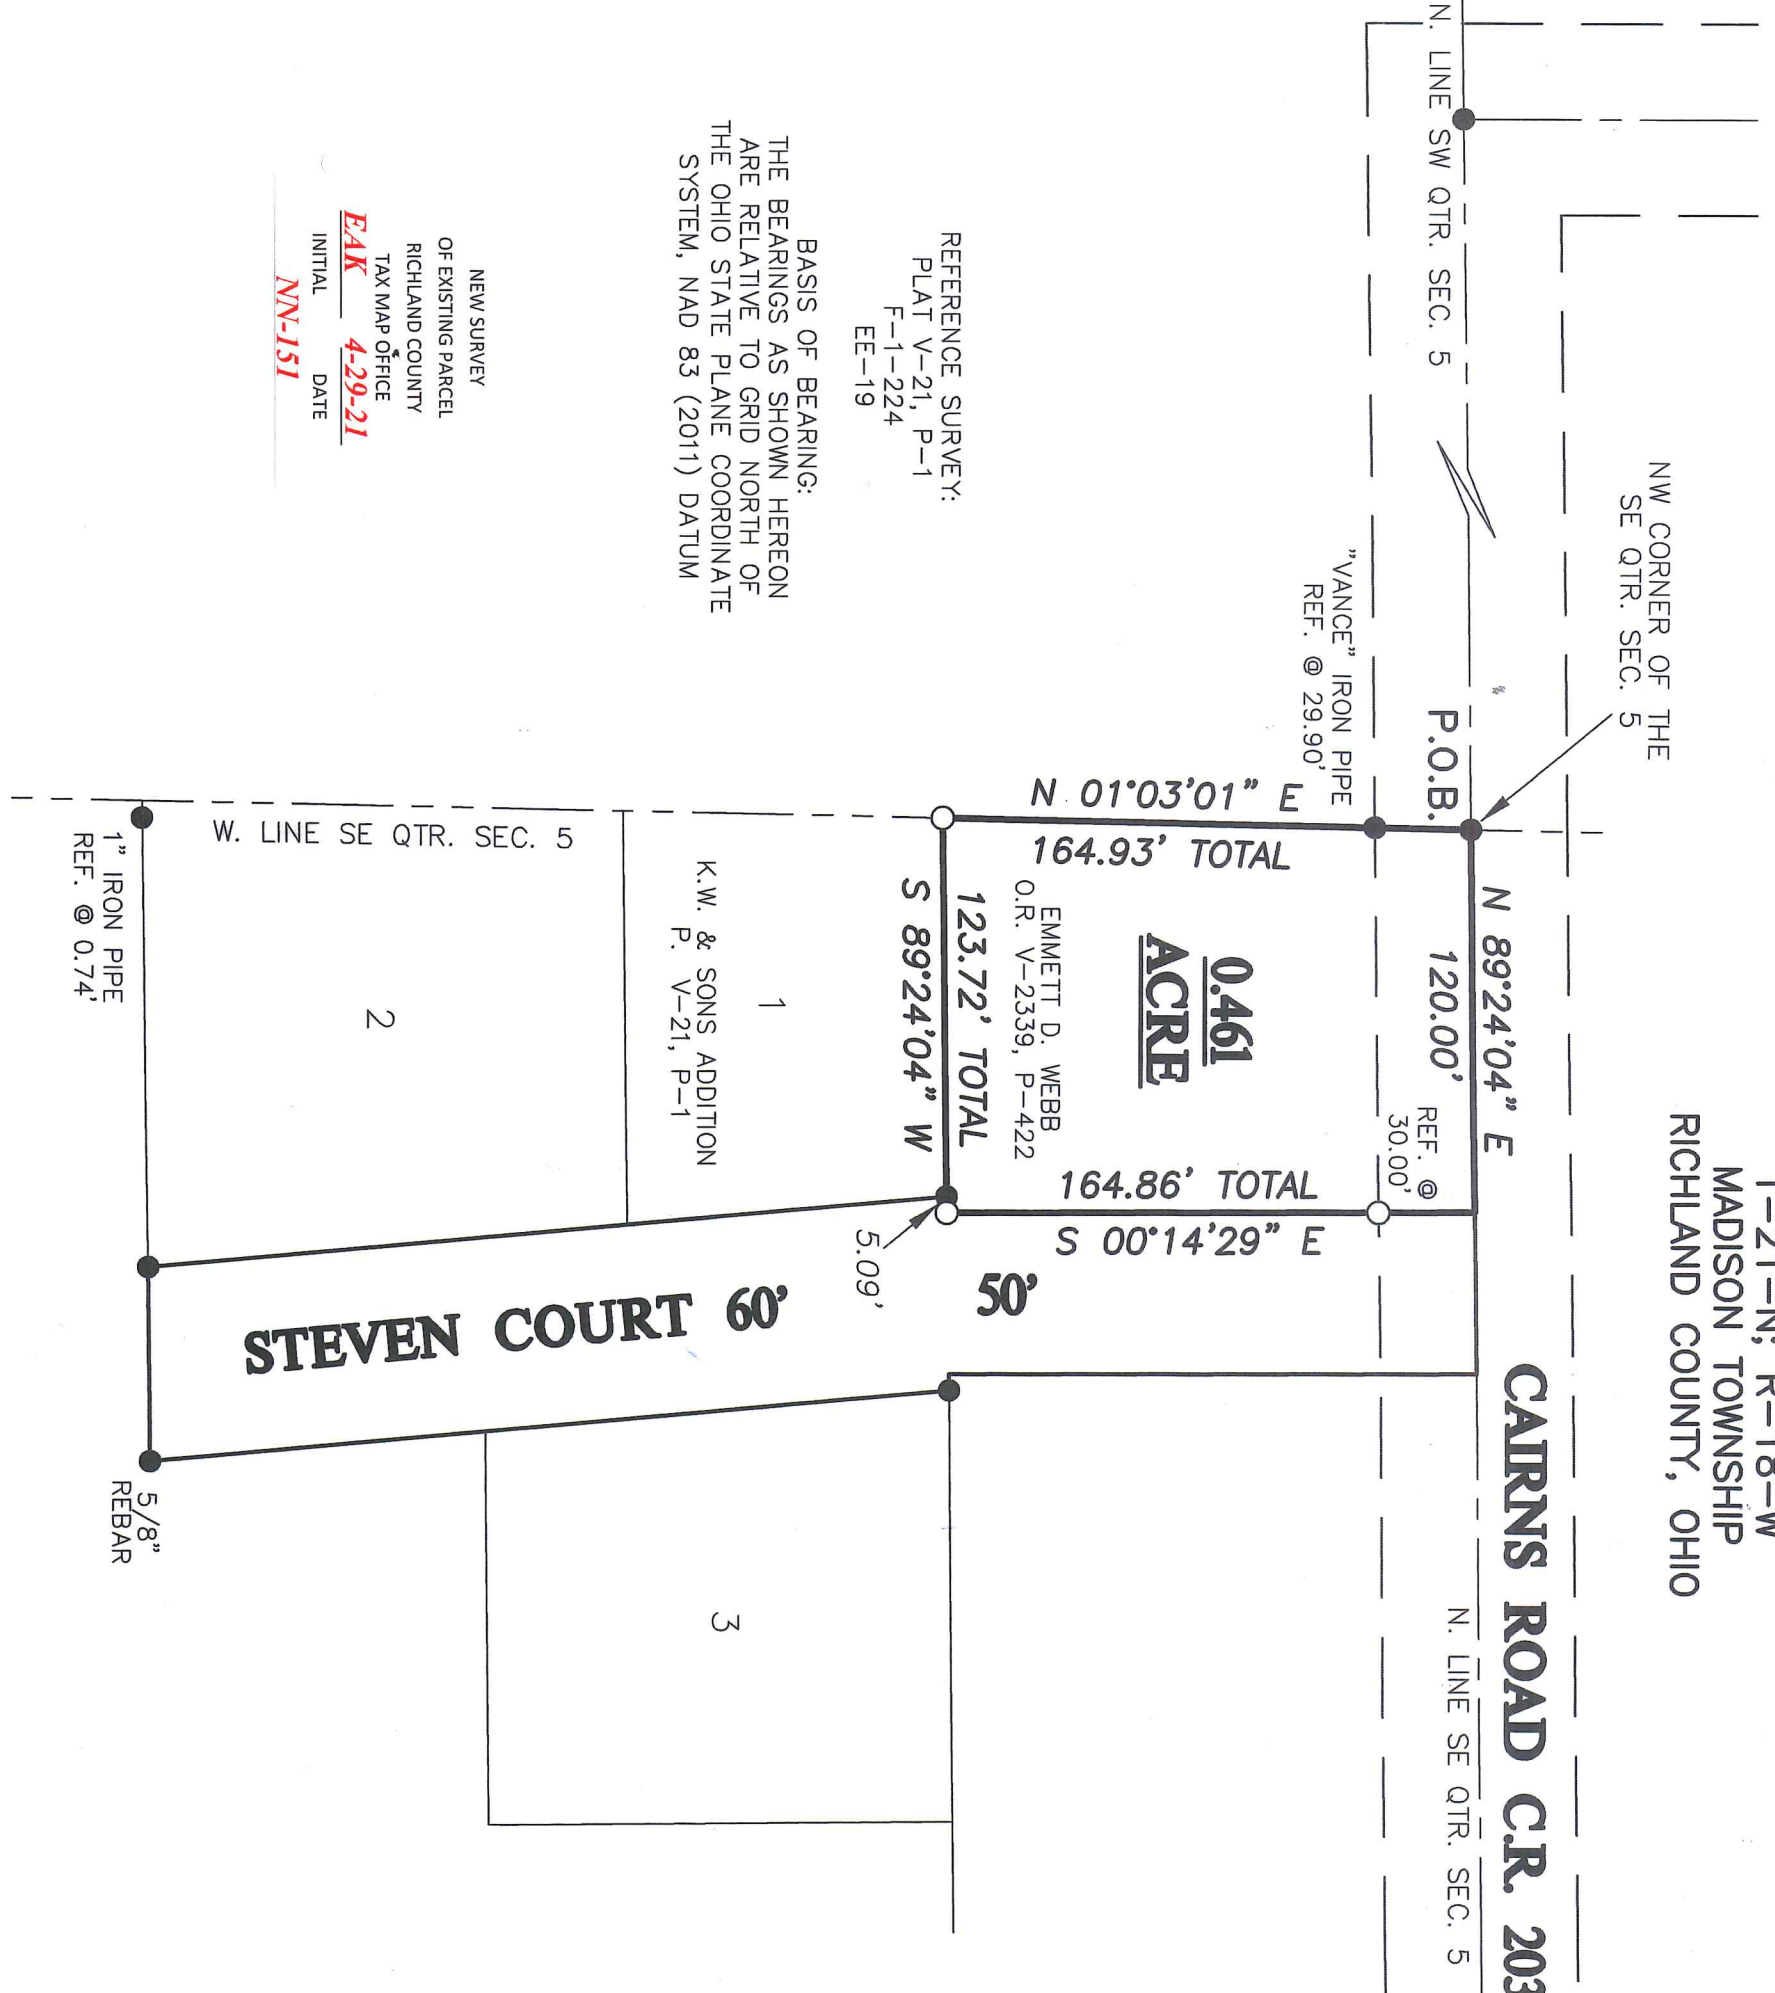 T-21-N; R-18-W
MADISON TOWNSHIP
RICHLAND COUNTY, OHIO
NW CORNER OF THE
SE QTR. SEC. 5
CAIRNS ROAD C.R. 203
N. LINE SW QTR. SEC. 5
P.O.B.
N 89°24'04" E
120.00'
N. LINE SE QTR. SEC. 5
"VANCE" IRON PIPE
REF. @ 29.90'
REF. @
30.00'
N 01°03'01" E
164.93' TOTAL
0.461
ACRE
EMMETT D. WEBB
O.R. V-2339, P-422
164.86' TOTAL
S 00°14'29" E
123.72' TOTAL
S 89°24'04" W
5.09'
50'
REFERENCE SURVEY:
PLAT V-21, P-1
F-1-224
EE-19
BASIS OF BEARING:
THE BEARINGS AS SHOWN HEREON
ARE RELATIVE TO GRID NORTH OF
THE OHIO STATE PLANE COORDINATE
SYSTEM, NAD 83 (2011) DATUM
1
K.W. & SONS ADDITION
P. V-21, P-1
STEVEN COURT 60'
3
2
W. LINE SE QTR. SEC. 5
NEW SURVEY
OF EXISTING PARCEL
RICHLAND COUNTY
TAX MAP OFFICE
EAK 4-29-21
INITIAL DATE
NN-151
1" IRON PIPE
REF. @ 0.74'
5/8"
REBAR